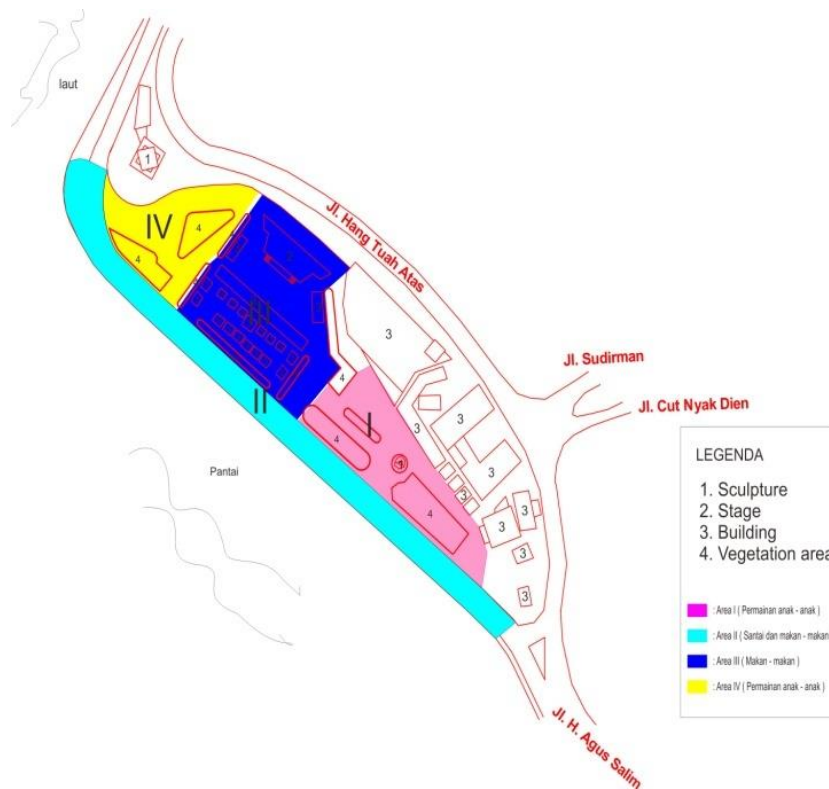 laut
1
IV
4
4
Jl. Hang Tuah Atas
III
3
Jl. Sudirman
II
4
I
3
3
Jl. Cut Nyak Dien
4
3
Pantai
4
3
3
3
3
3
Jl. H. Agus Salim
LEGENDA
1. Sculpture
2. Stage
3. Building
4. Vegetation area
: Area I ( Permainan anak - anak )
: Area II ( Santai dan makan - makan
: Area III ( Makan - makan )
: Area IV ( Permainan anak - anak )